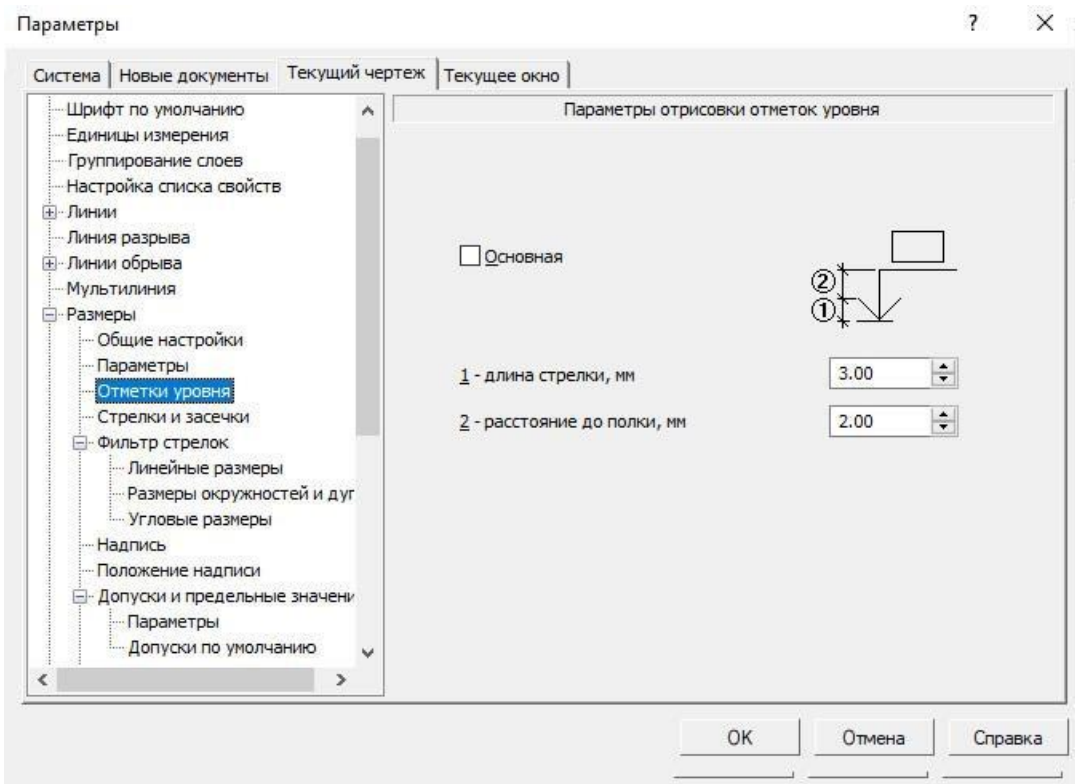 Параметры
?
Система
Новые документы
Текущий чертеж
Текущее окно
Шрифт по умолчанию
Единицы измерения
Группирование слоев
Настройка списка свойств
Линии
Линия разрыва
Линии обрыва
Мультилиния
Размеры
Общие настройки
Параметры
Отметки уровня
Стрелки и засечки
Фильтр стрелок
Линейные размеры
Размеры окружностей и дуг
Угловые размеры
Надпись
Положение надписи
Допуски и предельные значени
Параметры
Допуски по умолчанию
Параметры отрисовки отметок уровня
Основная
2
1
1 - длина стрелки, мм
3.00
2 - расстояние до полки, мм
2.00
OK
Отмена
Справка